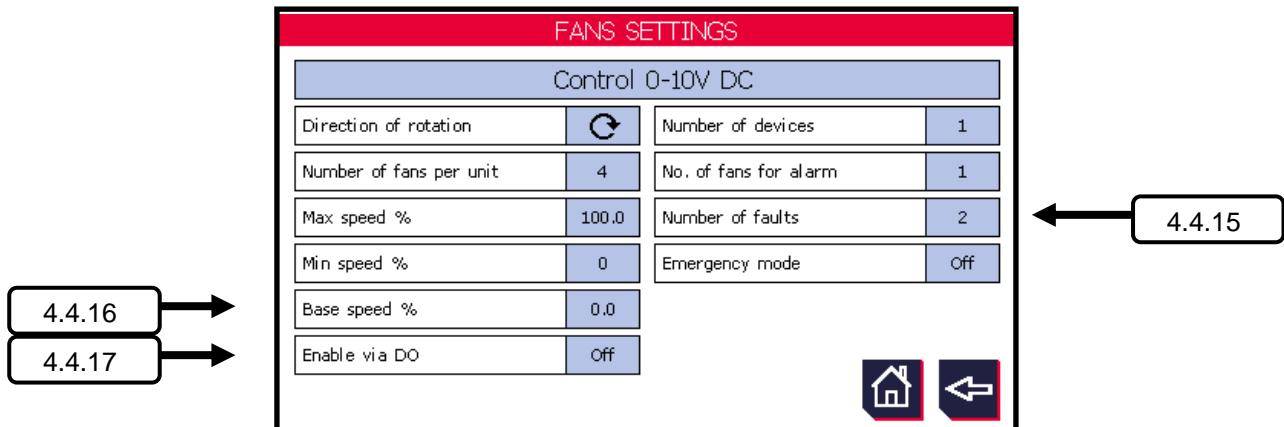 FANS SETTINGS
Control 0-10V DC
Direction of rotation
Number of devices 1
Number of fans per unit 4
No. of fans for alarm 1
Max speed % 100.0
Number of faults 2
4.4.15
Min speed % 0
Emergency mode Off
4.4.16
Base speed % 0.0
4.4.17
Enable via DO Off